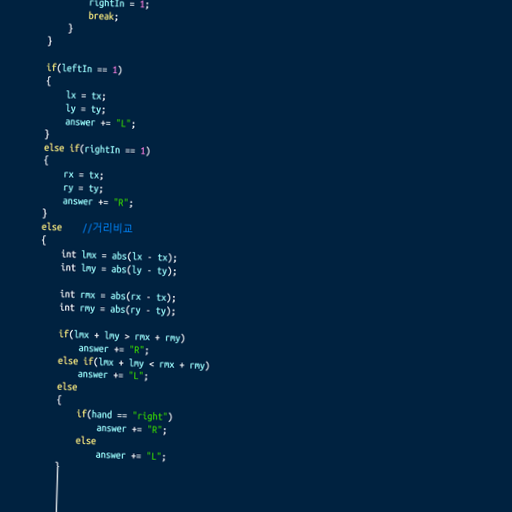 rightIn = 1;
break;
}
}
if(leftIn == 1)
{
lx = tx;
ly = ty;
answer += "L";
}
else if(rightIn == 1)
{
rx = tx;
ry = ty;
answer += "R";
}
else //거리비교
{
int lmx = abs(lx - tx);
int lmy = abs(ly - ty);
int rmx = abs(rx - tx);
int rmy = abs(ry - ty);
if(lmx + lmy > rmx + rmy)
answer += "R";
else if(lmx + lmy < rmx + rmy)
answer += "L";
else
{
if(hand == "right")
answer += "R";
else
answer += "L";
}